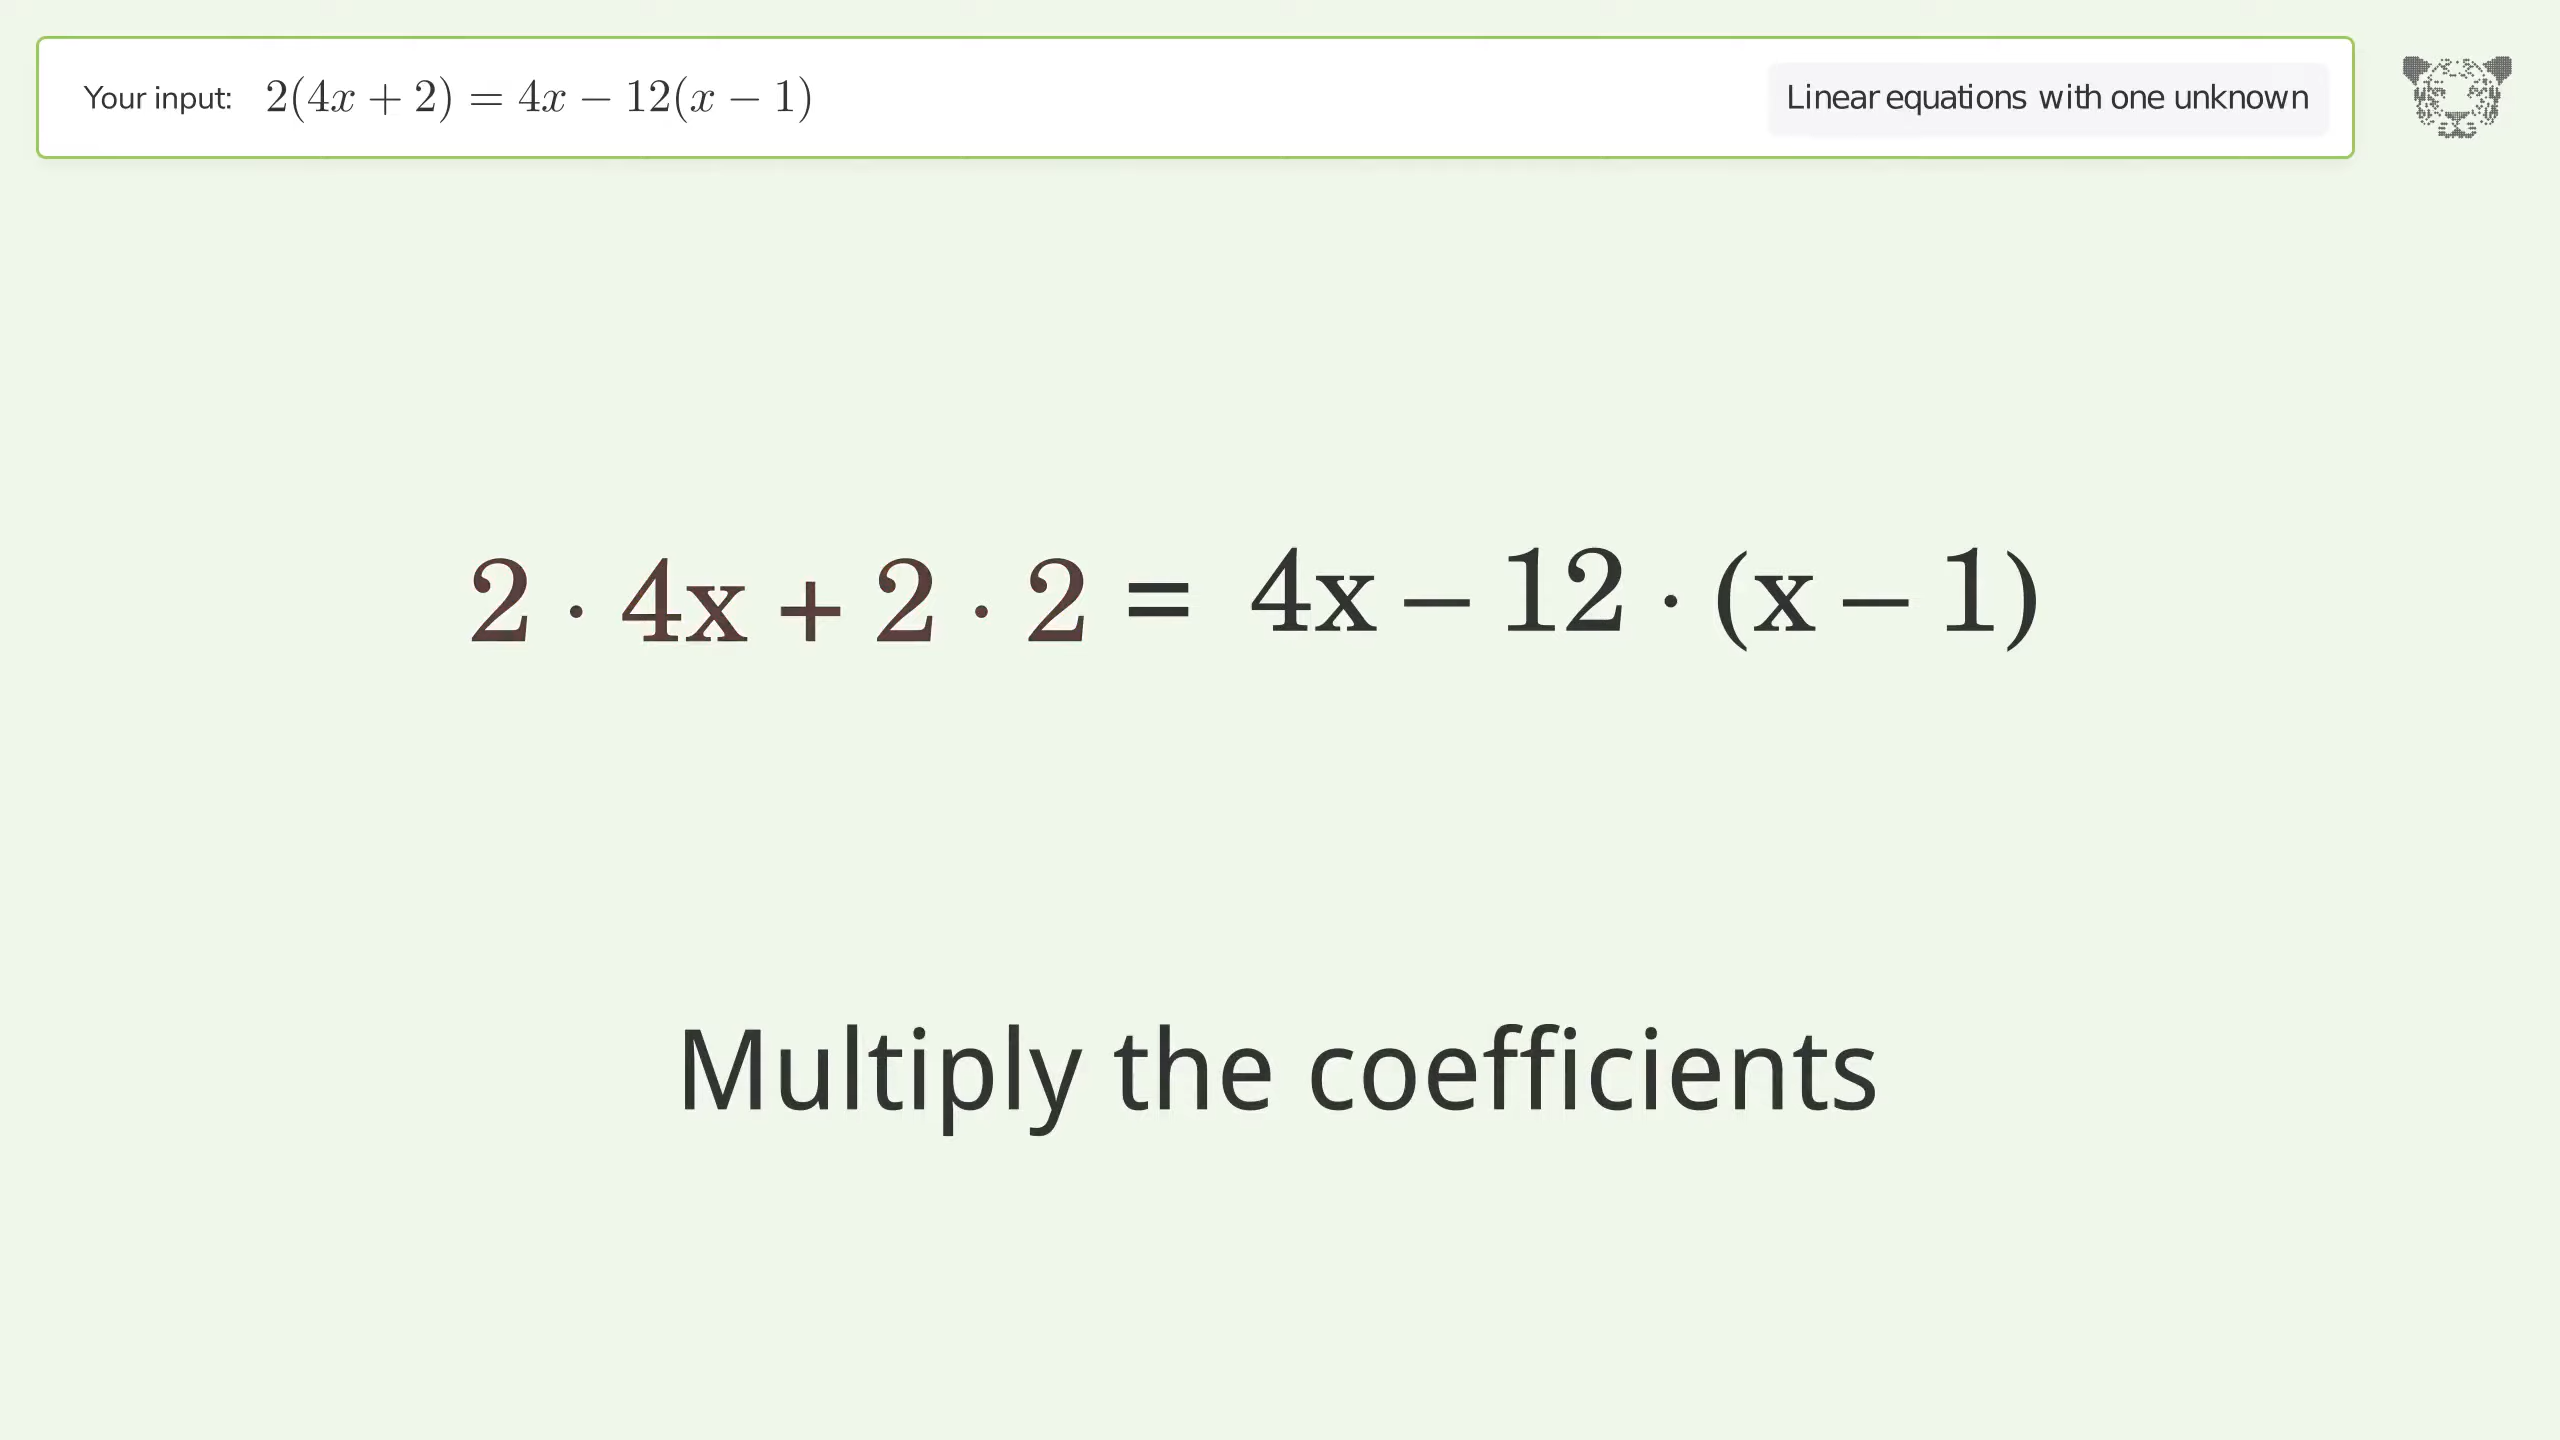 Your input: 2(4x + 2) = 4x − 12(x − 1)
Linear equations with one unknown
2 · 4x + 2 · 2 = 4x − 12 · (x − 1)
Multiply the coefficients